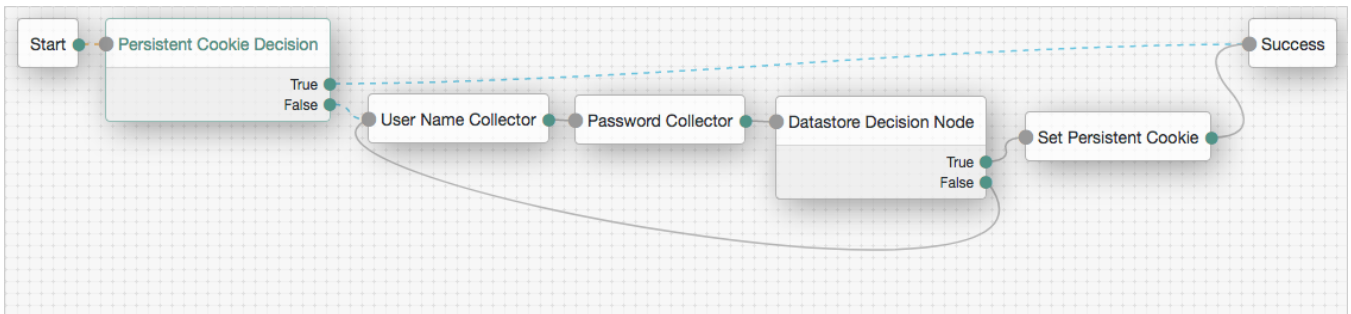 Start
Persistent Cookie Decision
True
False
User Name Collector
Password Collector
Datastore Decision Node
True
False
Set Persistent Cookie
Success